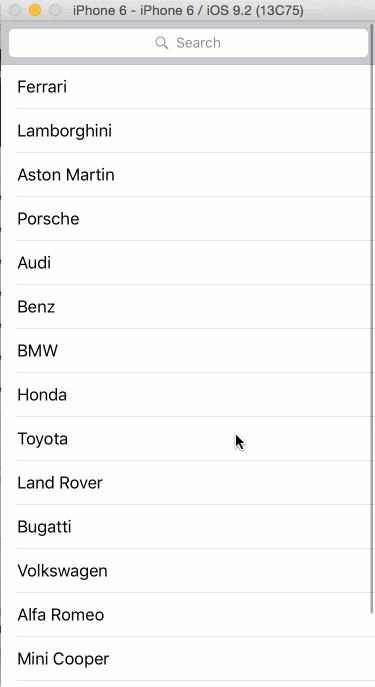 iPhone 6 - iPhone 6 / iOS 9.2 (13C75)
Search
Ferrari
Lamborghini
Aston Martin
Porsche
Audi
Benz
BMW
Honda
Toyota
Land Rover
Bugatti
Volkswagen
Alfa Romeo
Mini Cooper